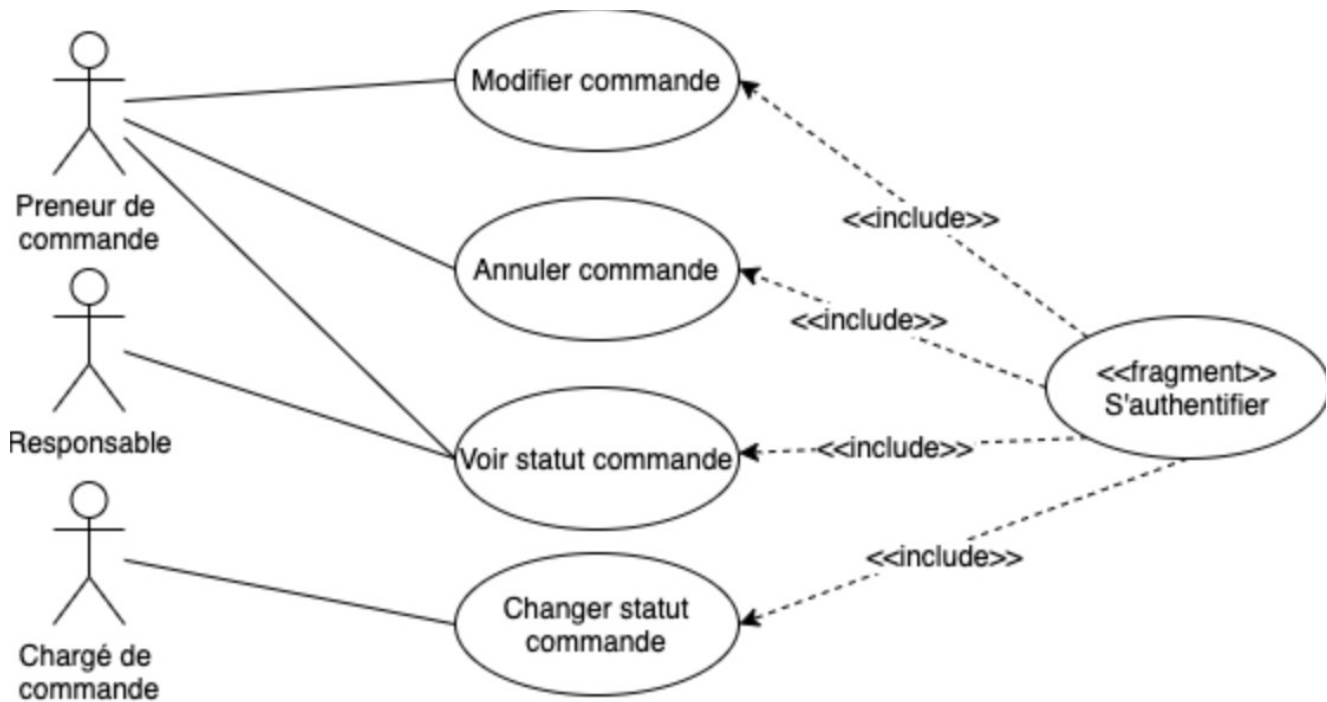 Modifier commande
Preneur de
commande
<<include>>
Annuler commande
<<include>>
<<fragment>>
S'authentifier
Responsable
Voir statut commande
<<include>>
<<include>>
Changer statut
commande
Chargé de
commande